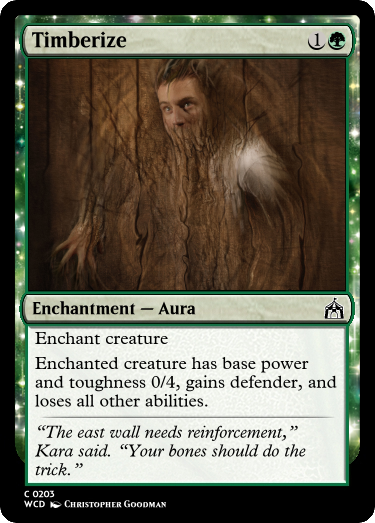 Timberize 1
Enchantment — Aura
Enchant creature
Enchanted creature has base power
and toughness 0/4, gains defender, and
loses all other abilities.
“The east wall needs reinforcement,”
Kara said. “Your bones should do the
trick.”
C 0203
WCD Christopher Goodman